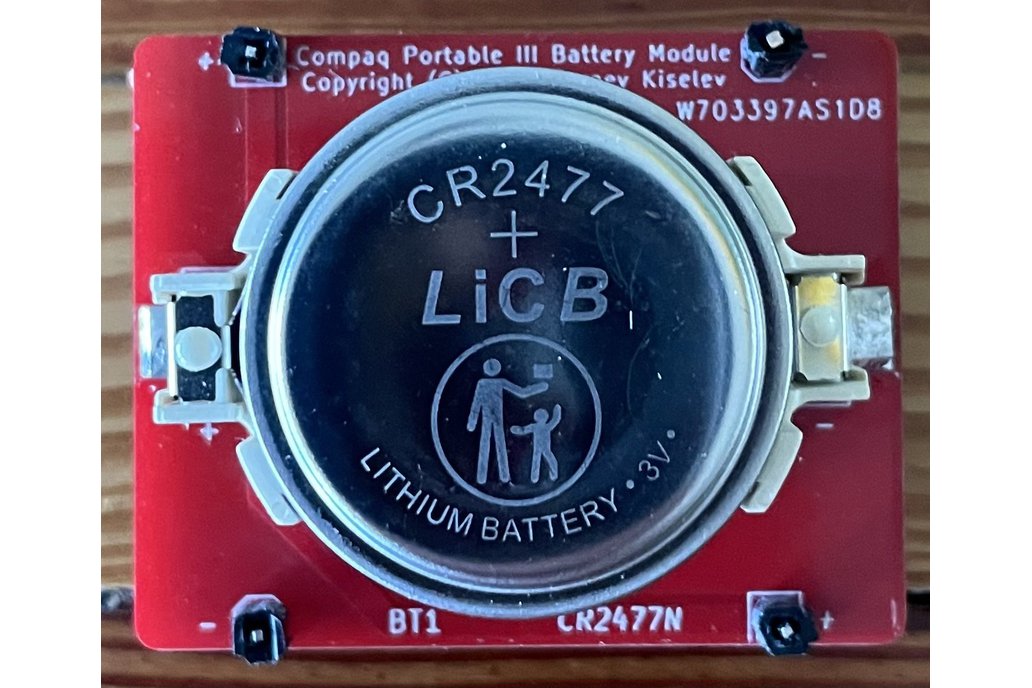 + Compaq Portable III Battery Module -
Copyright Kiselev
W703397AS1D8
CR2477
+
LiCB
LITHIUM BATTERY • 3V •
+ -
- BT1 CR2477N +